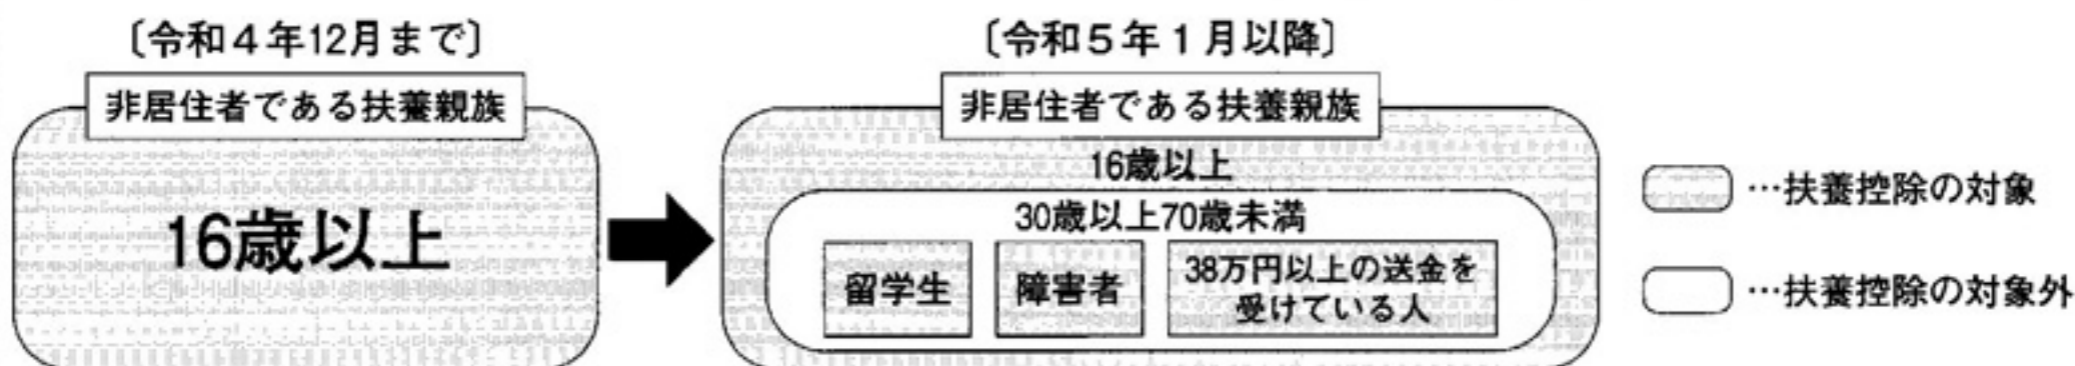 〔令和4年12月まで〕
非居住者である扶養親族
16歳以上
〔令和5年1月以降〕
非居住者である扶養親族
16歳以上
30歳以上70歳未満
留学生
障害者
38万円以上の送金を
受けている人
…扶養控除の対象
…扶養控除の対象外